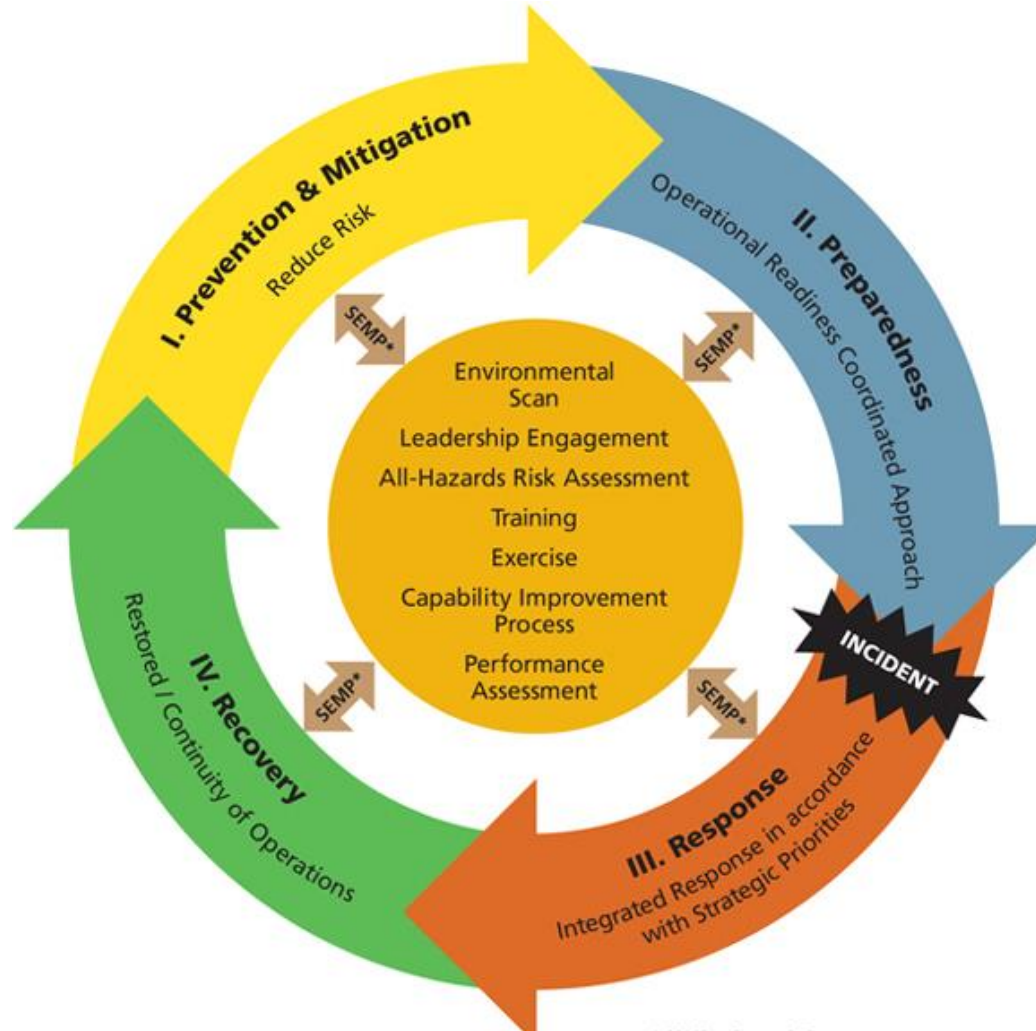 I. Prevention & Mitigation
Reduce Risk
II. Preparedness
Operational Readiness Coordinated Approach
INCIDENT
III. Response
Integrated Response in accordance
with Strategic Priorities
IV. Recovery
Restored / Continuity of Operations
SEMP*
SEMP*
SEMP*
SEMP*
Environmental
Scan
Leadership Engagement
All-Hazards Risk Assessment
Training
Exercise
Capability Improvement
Process
Performance
Assessment